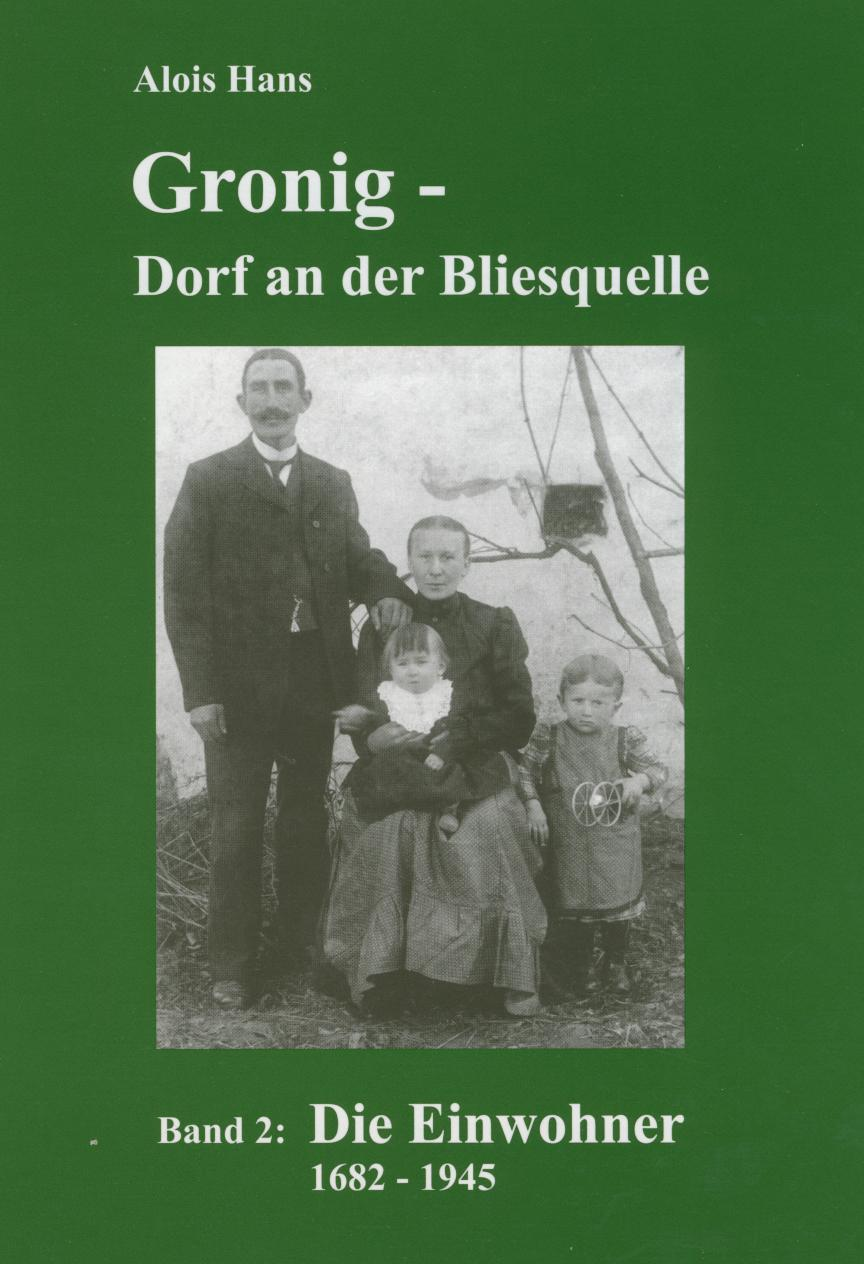 Alois Hans
Gronig -
Dorf an der Bliesquelle
Band 2: Die Einwohner
1682 - 1945